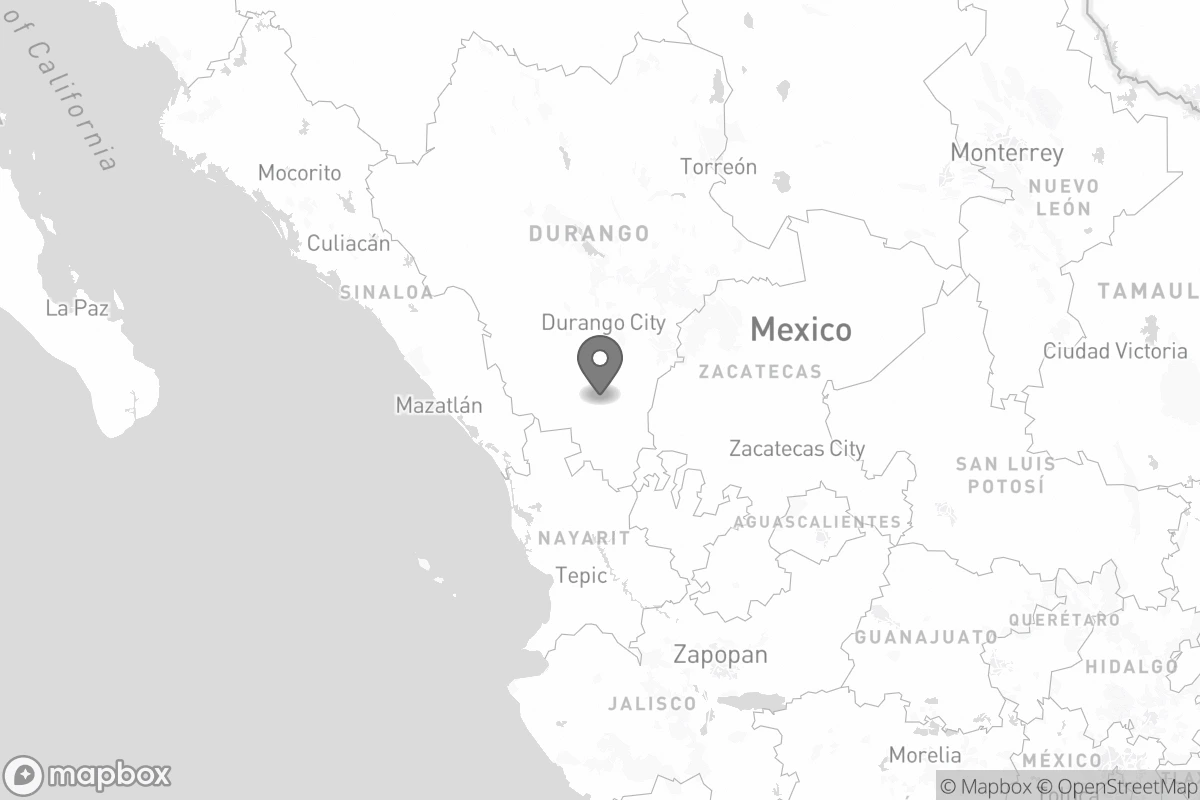 of California
Monterrey
Torreón
Mocorito
NUEVO
LEÓN
DURANGO
Culiacán
SINALOA
TAMAUL
La Paz
Durango City
Mexico
Ciudad Victoria
ZACATECAS
Mazatlán
Zacatecas City
SAN LUIS
POTOSÍ
AGUASCALIENTES
NAYARIT
Tepic
QUERÉTARO
GUANAJUATO
Zapopan
HIDALGO
JALISCO
Morelia
MÉXICO
mapbox
© Mapbox © OpenStreetMap